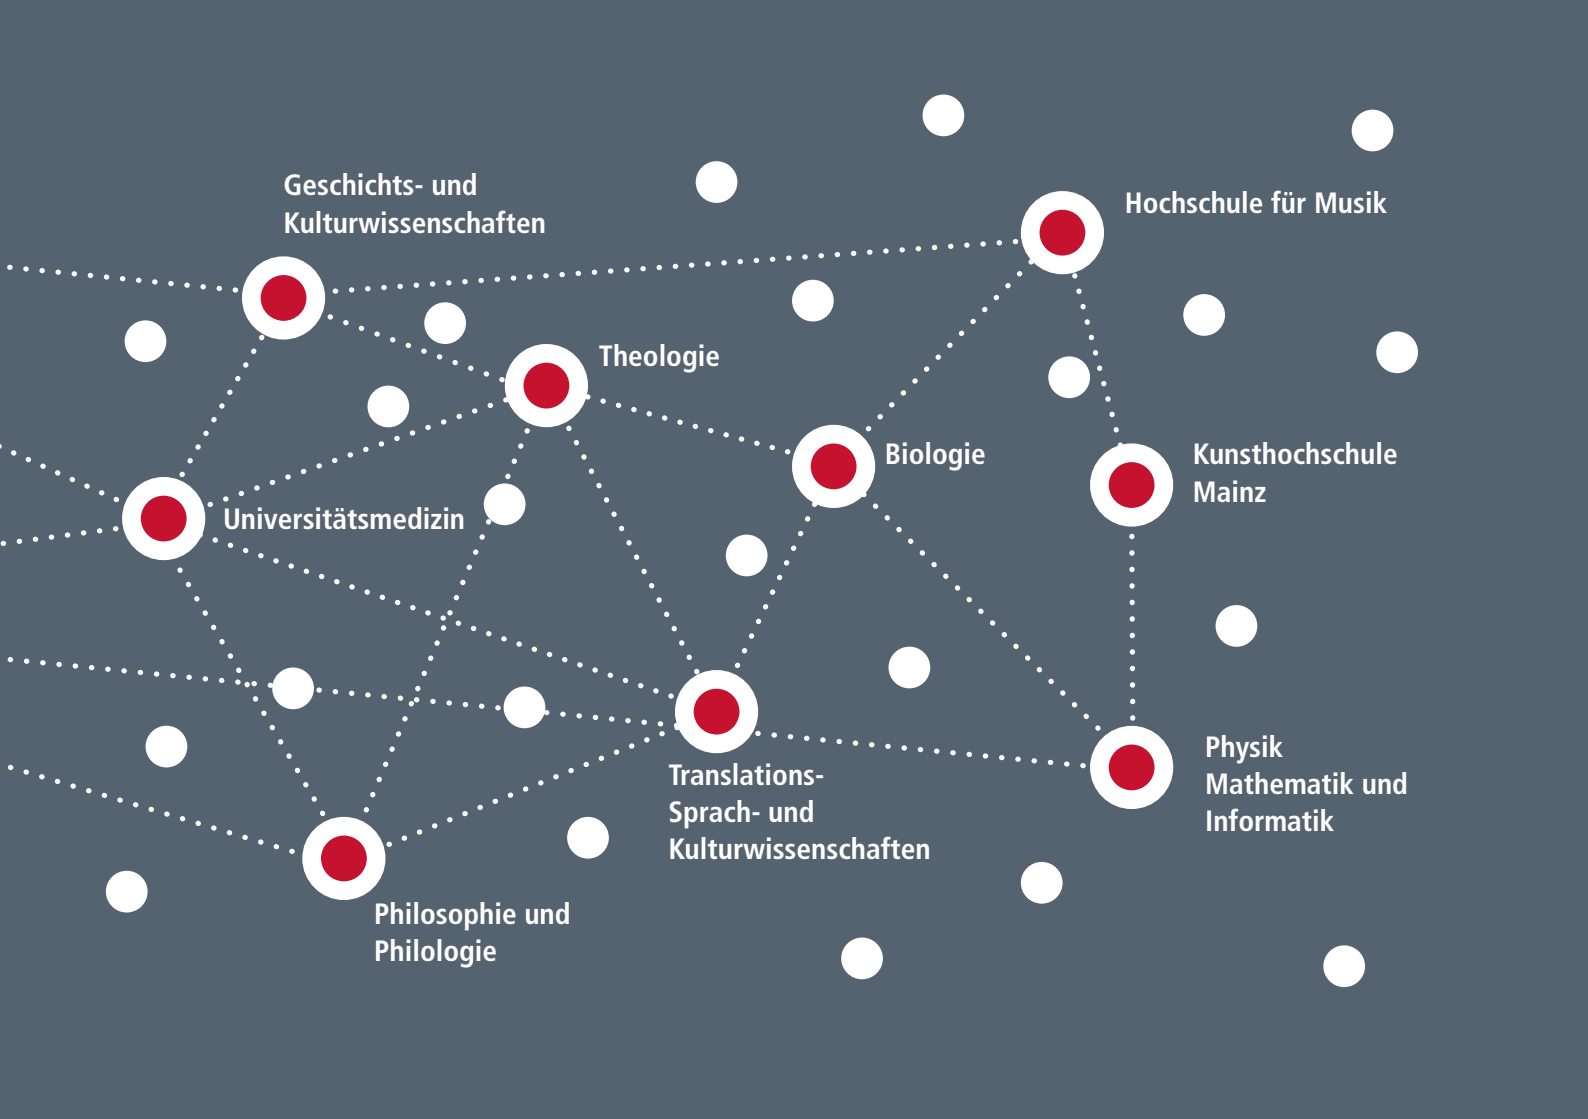 Geschichts- und
Kulturwissenschaften
Hochschule für Musik
Theologie
Biologie
Kunsthochschule
Mainz
Universitätsmedizin
Translations-
Sprach- und
Kulturwissenschaften
Physik
Mathematik und
Informatik
Philosophie und
Philologie